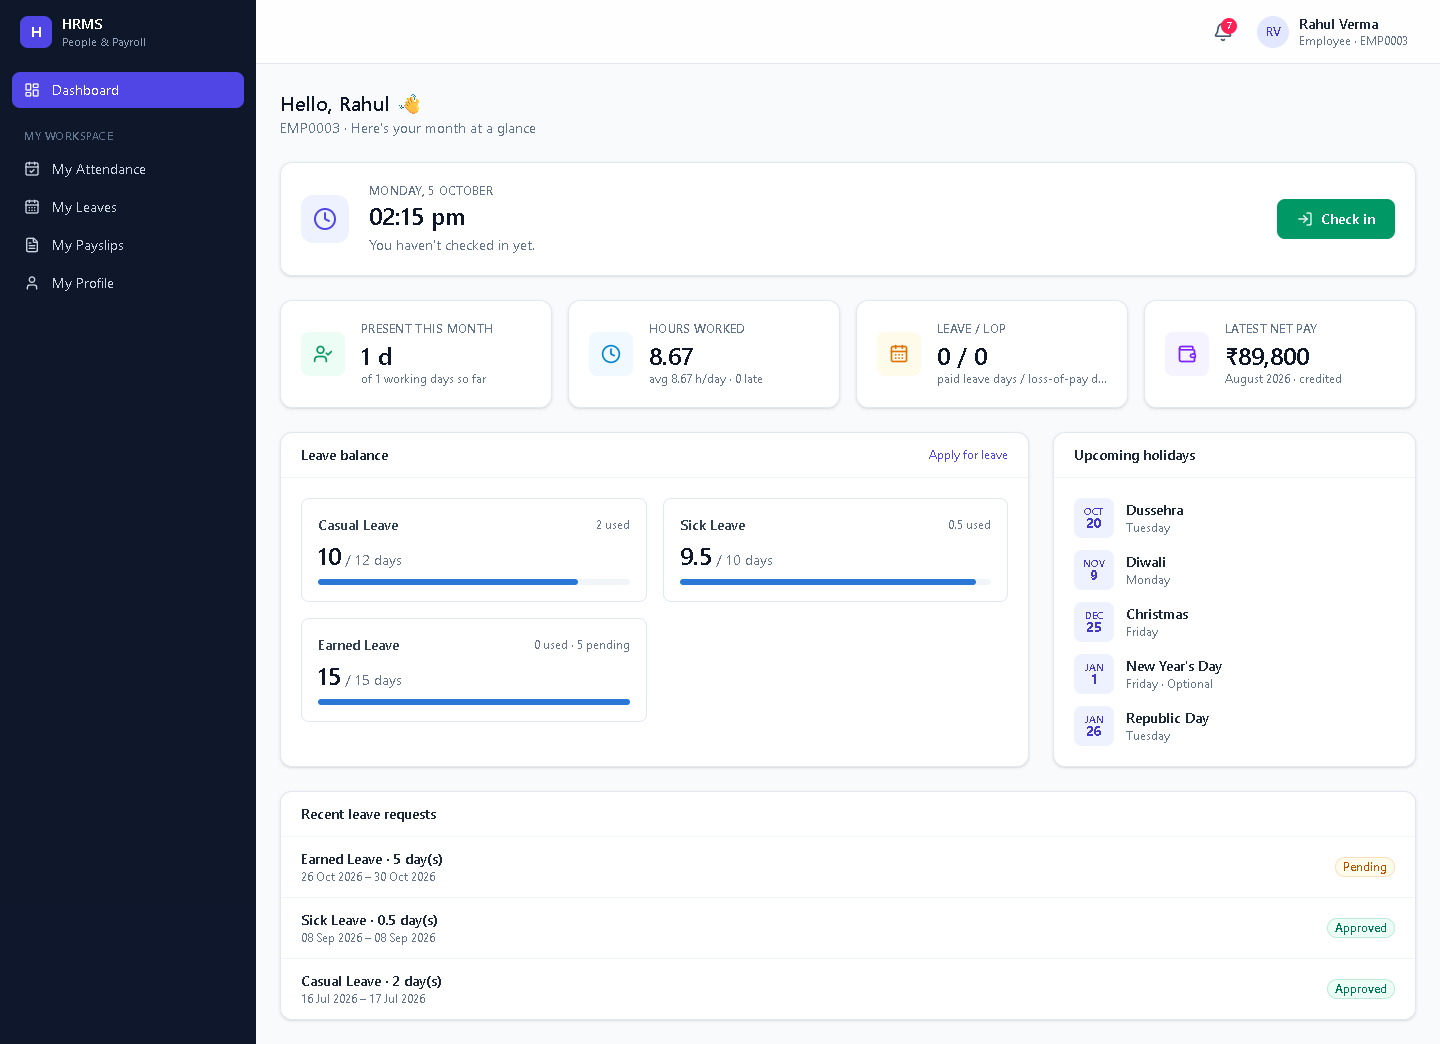 H
HRMS
People & Payroll
Dashboard
MY WORKSPACE
My Attendance
My Leaves
My Payslips
My Profile
7
RV
Rahul Verma
Employee · EMP0003
Hello, Rahul 👋
EMP0003 · Here's your month at a glance
MONDAY, 5 OCTOBER
02:15 pm
You haven't checked in yet.
Check in
PRESENT THIS MONTH
1 d
of 1 working days so far
HOURS WORKED
8.67
avg 8.67 h/day · 0 late
LEAVE / LOP
0 / 0
paid leave days / loss-of-pay d...
LATEST NET PAY
₹89,800
August 2026 · credited
Leave balance
Apply for leave
Casual Leave
2 used
10 / 12 days
Sick Leave
0.5 used
9.5 / 10 days
Earned Leave
0 used · 5 pending
15 / 15 days
Upcoming holidays
OCT
20
Dussehra
Tuesday
NOV
9
Diwali
Monday
DEC
25
Christmas
Friday
JAN
1
New Year's Day
Friday · Optional
JAN
26
Republic Day
Tuesday
Recent leave requests
Earned Leave · 5 day(s)
26 Oct 2026 – 30 Oct 2026
Pending
Sick Leave · 0.5 day(s)
08 Sep 2026 – 08 Sep 2026
Approved
Casual Leave · 2 day(s)
16 Jul 2026 – 17 Jul 2026
Approved